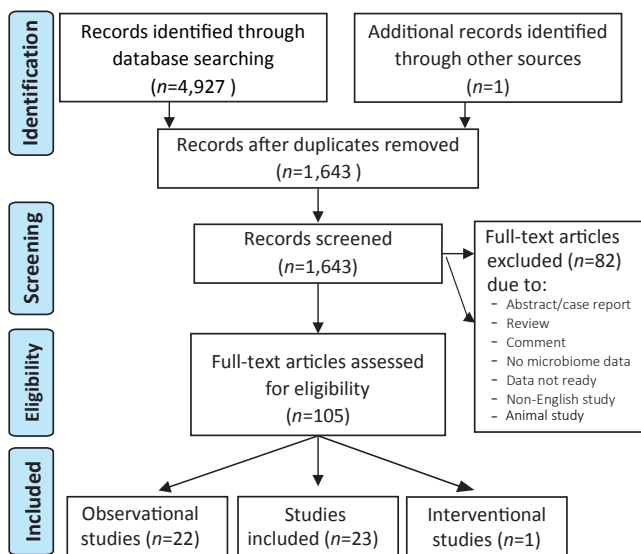 Identification
Records identified through
database searching
(n=4,927 )
Additional records identified
through other sources
(n=1)
Records after duplicates removed
(n=1,643 )
Screening
Records screened
(n=1,643)
Full-text articles
excluded (n=82)
due to:
- Abstract/case report
- Review
- Comment
- No microbiome data
- Data not ready
- Non-English study
- Animal study
Eligibility
Full-text articles assessed
for eligibility
(n=105)
Included
Observational
studies (n=22)
Studies
included (n=23)
Interventional
studies (n=1)